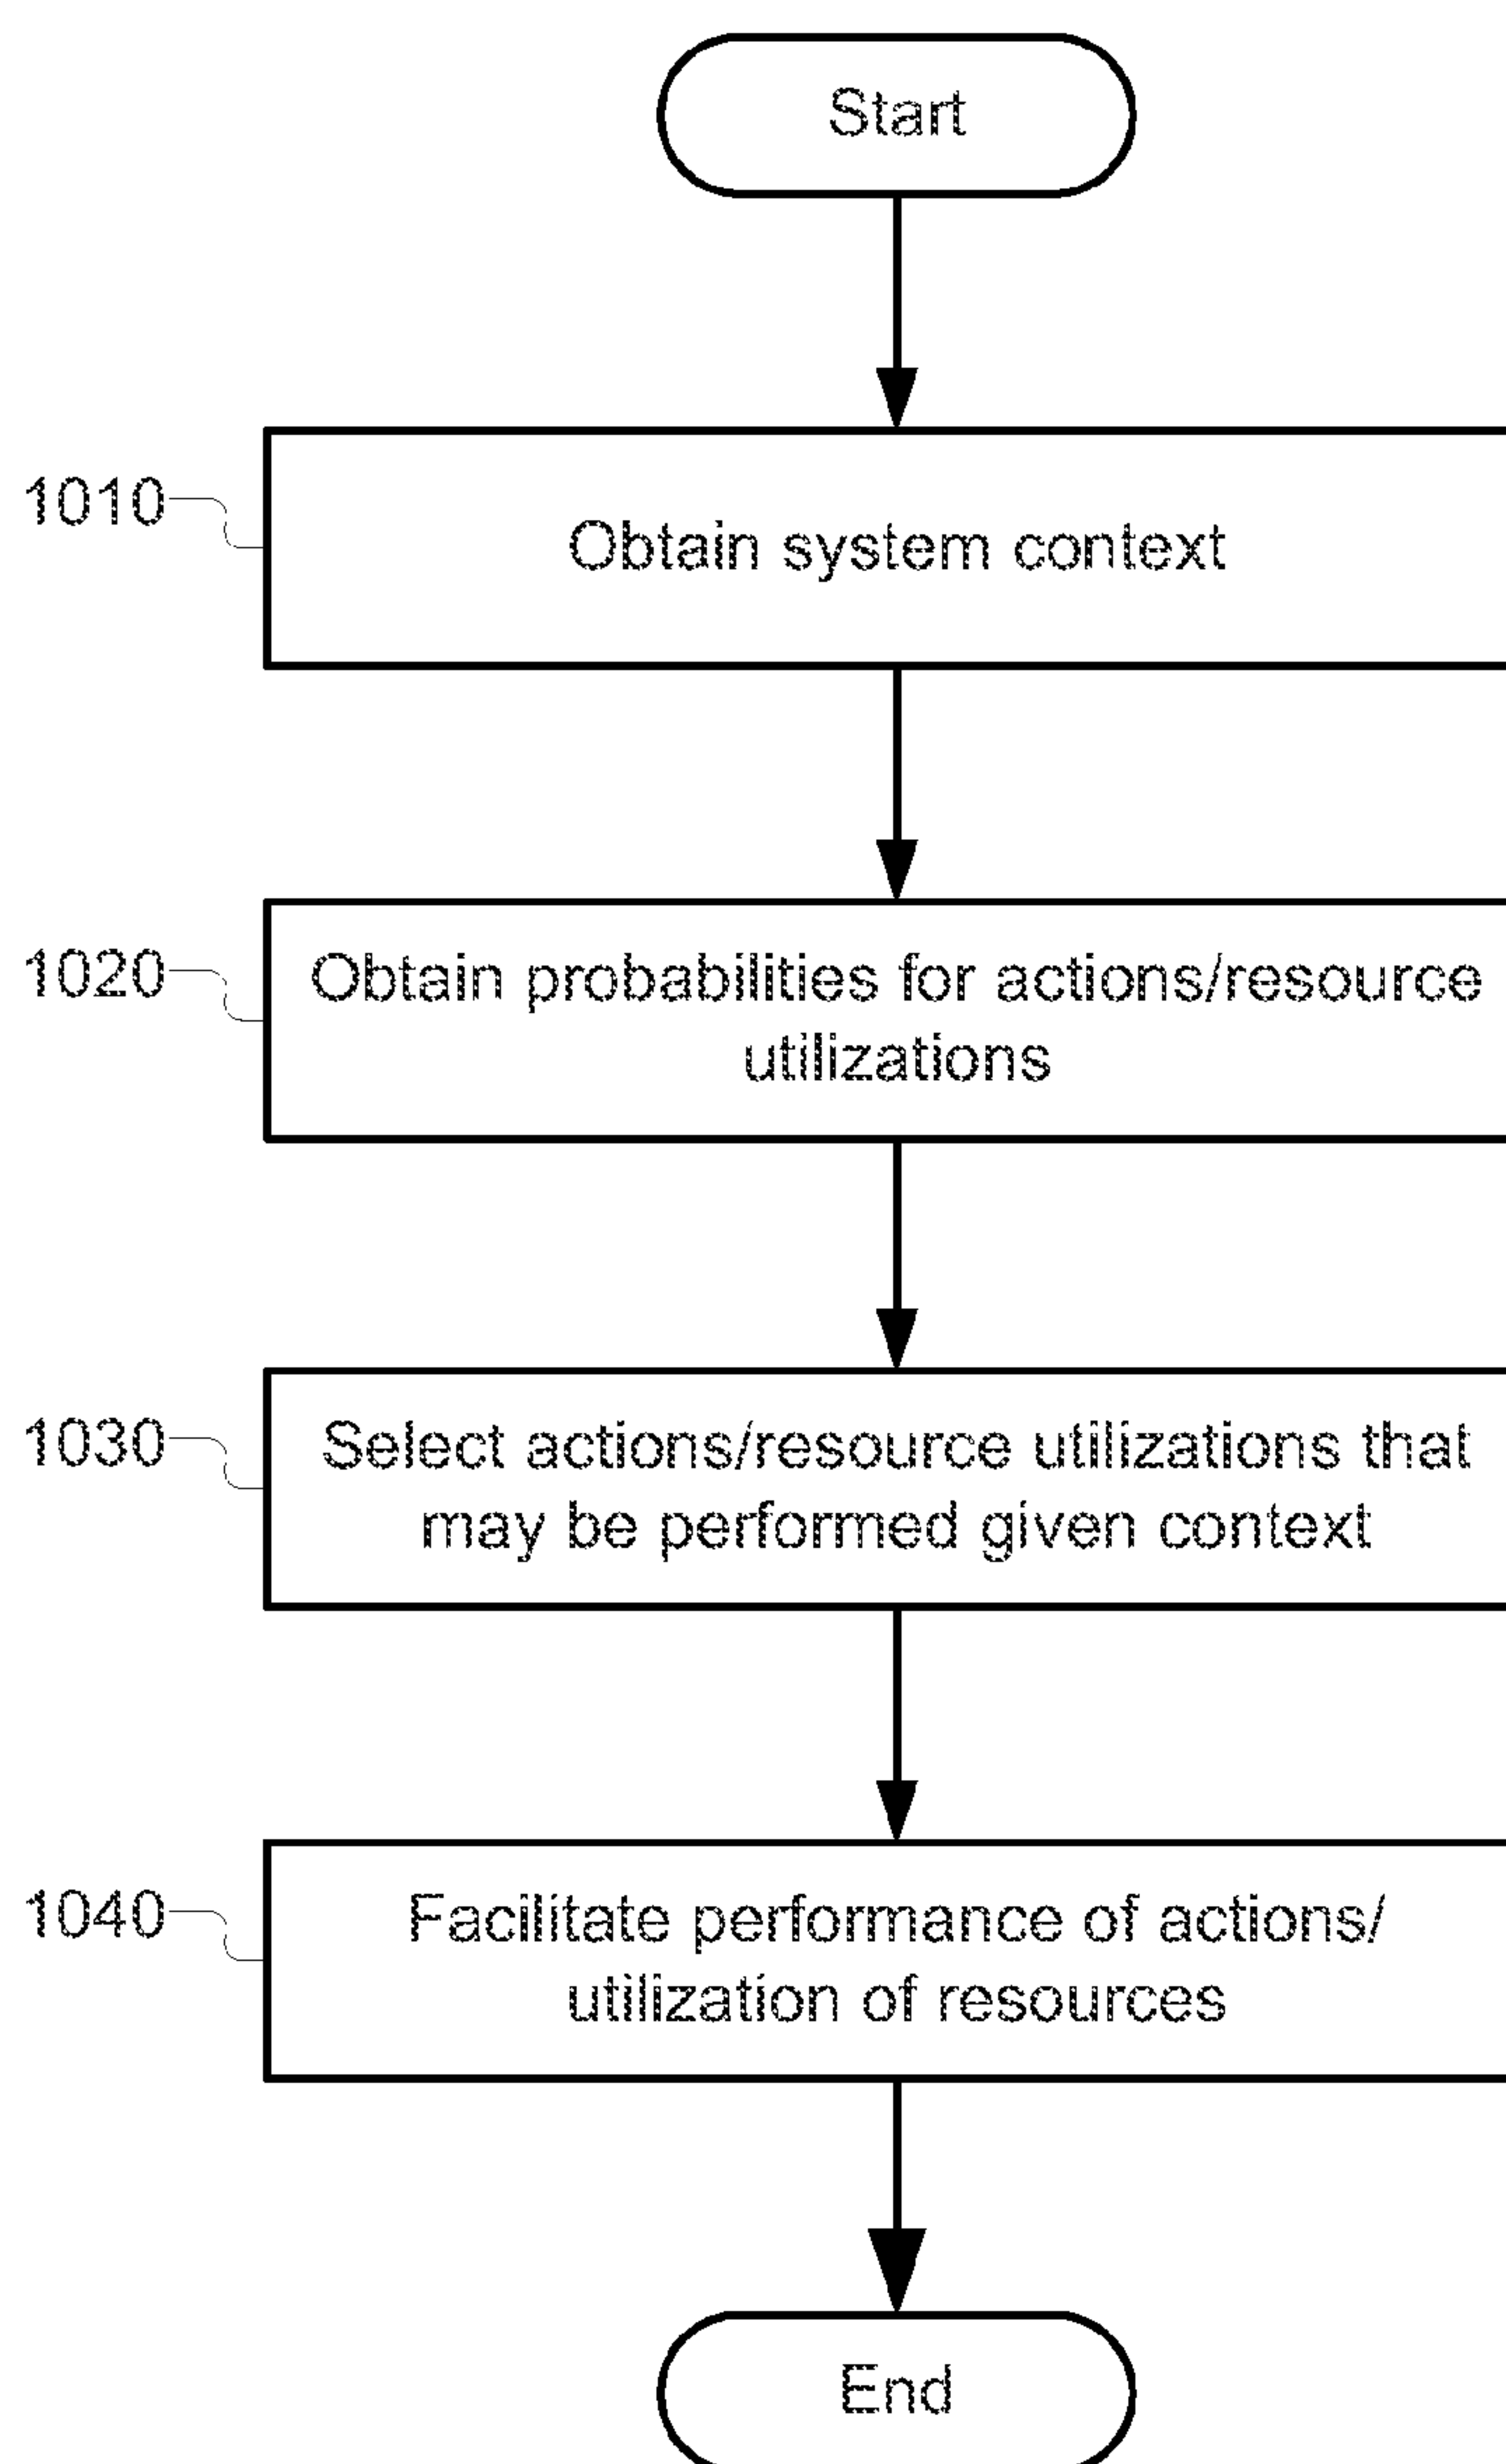 Start
1010
Obtain system context
1020
Obtain probabilities for actions/resource
utilizations
1030
Select actions/resource utilizations that
may be performed given context
1040
Facilitate performance of actions/
utilization of resources
End